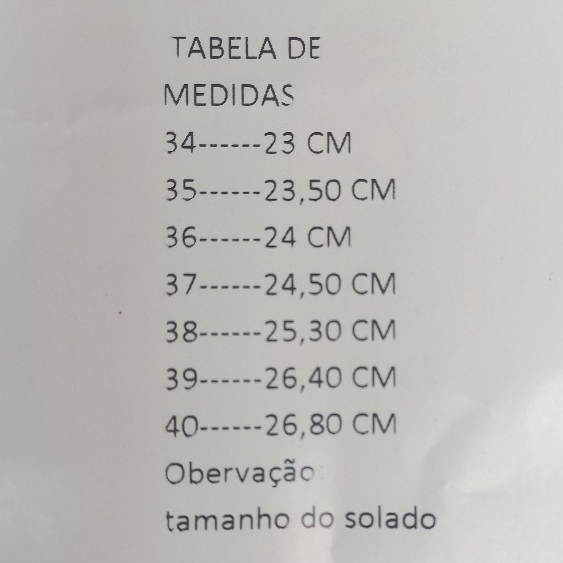 TABELA DE
MEDIDAS
34------23 CM
35------23,50 CM
36------24 CM
37------24,50 CM
38------25,30 CM
39------26,40 CM
40------26,80 CM
Obervação
tamanho do solado